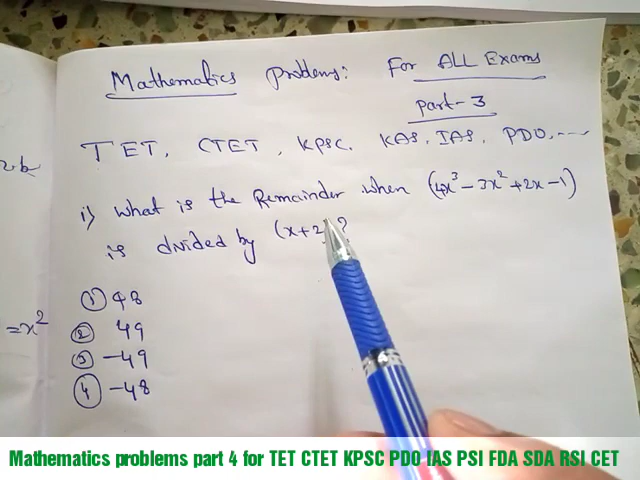 Mathematics problems: For ALL Exams
part-3
TET, CTET, KPSC, KAS, IAS, PDO, ----
1) What is the Remainder when (4x³-3x²+2x-1)
is divided by (x+2)?
① 48
② 49
③ -49
④ -48
=x²
Mathematics problems part 4 for TET CTET KPSC PDO IAS PSI FDA SDA RSI CET